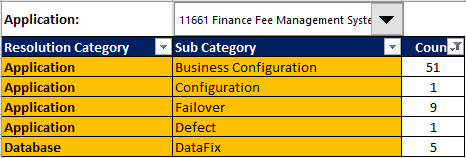 Application: 11661 Finance Fee Management Syste
Resolution Category Sub Category Coun
Application Business Configuration 51
Application Configuration 1
Application Failover 9
Application Defect 1
Database DataFix 5